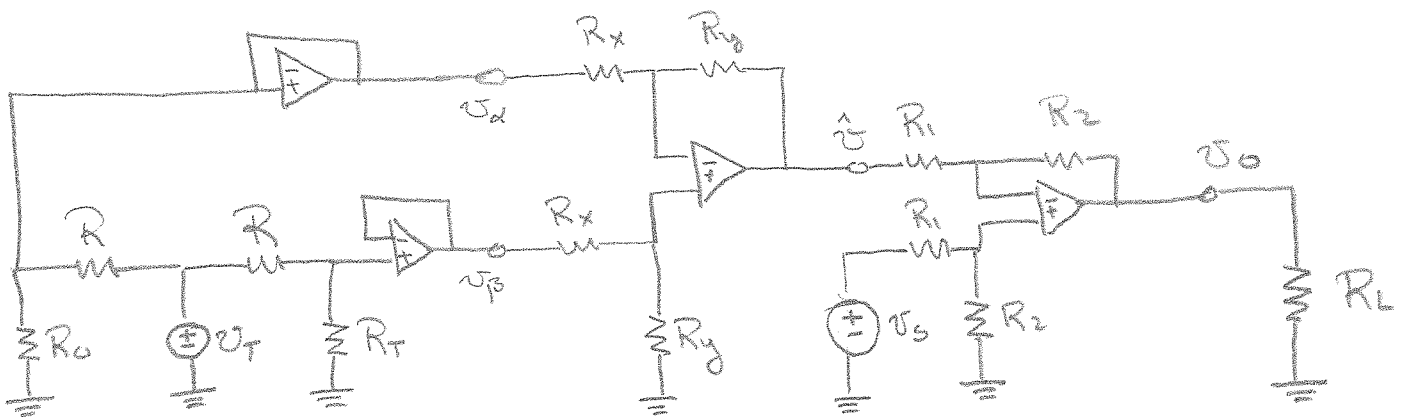 Rx
Ry
− +
vα
v̂
R1
R2
vo
− +
R
R
Rx
− +
R1
− +
vβ
Ro
+ −
vT
RT
Ry
+ −
vs
R2
RL